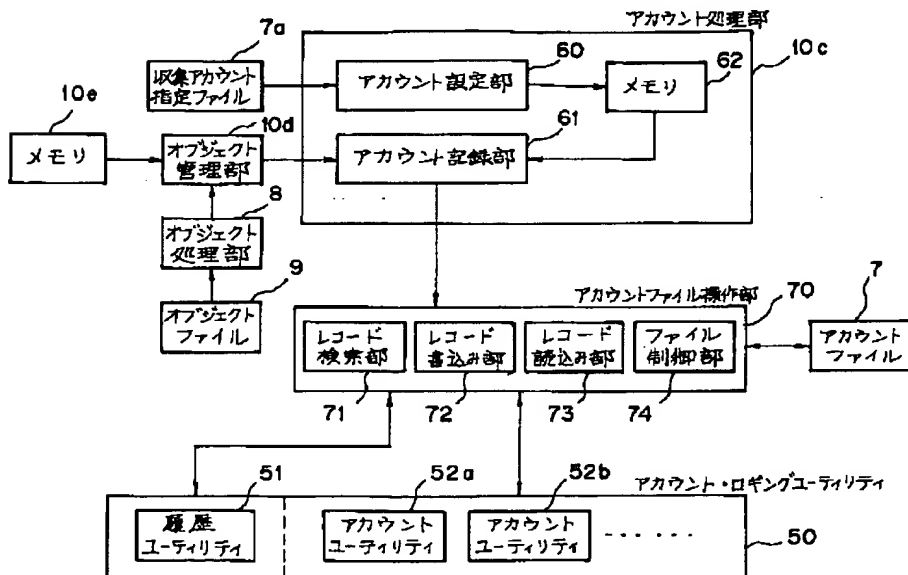 アカウント処理部
7a
10c
収集アカウント
指定ファイル
60
アカウント設定部
62
メモリ
10e
メモリ
10d
オブジェクト
管理部
61
アカウント記録部
8
オブジェクト
処理部
9
オブジェクト
ファイル
アカウントファイル操作部
70
7
アカウント
ファイル
レコード
検索部
レコード
書込み部
レコード
読込み部
ファイル
制御部
71
72
73
74
アカウント・ロギングユーティリティ
51
52a
52b
履歴
ユーティリティ
アカウント
ユーティリティ
アカウント
ユーティリティ
......
50